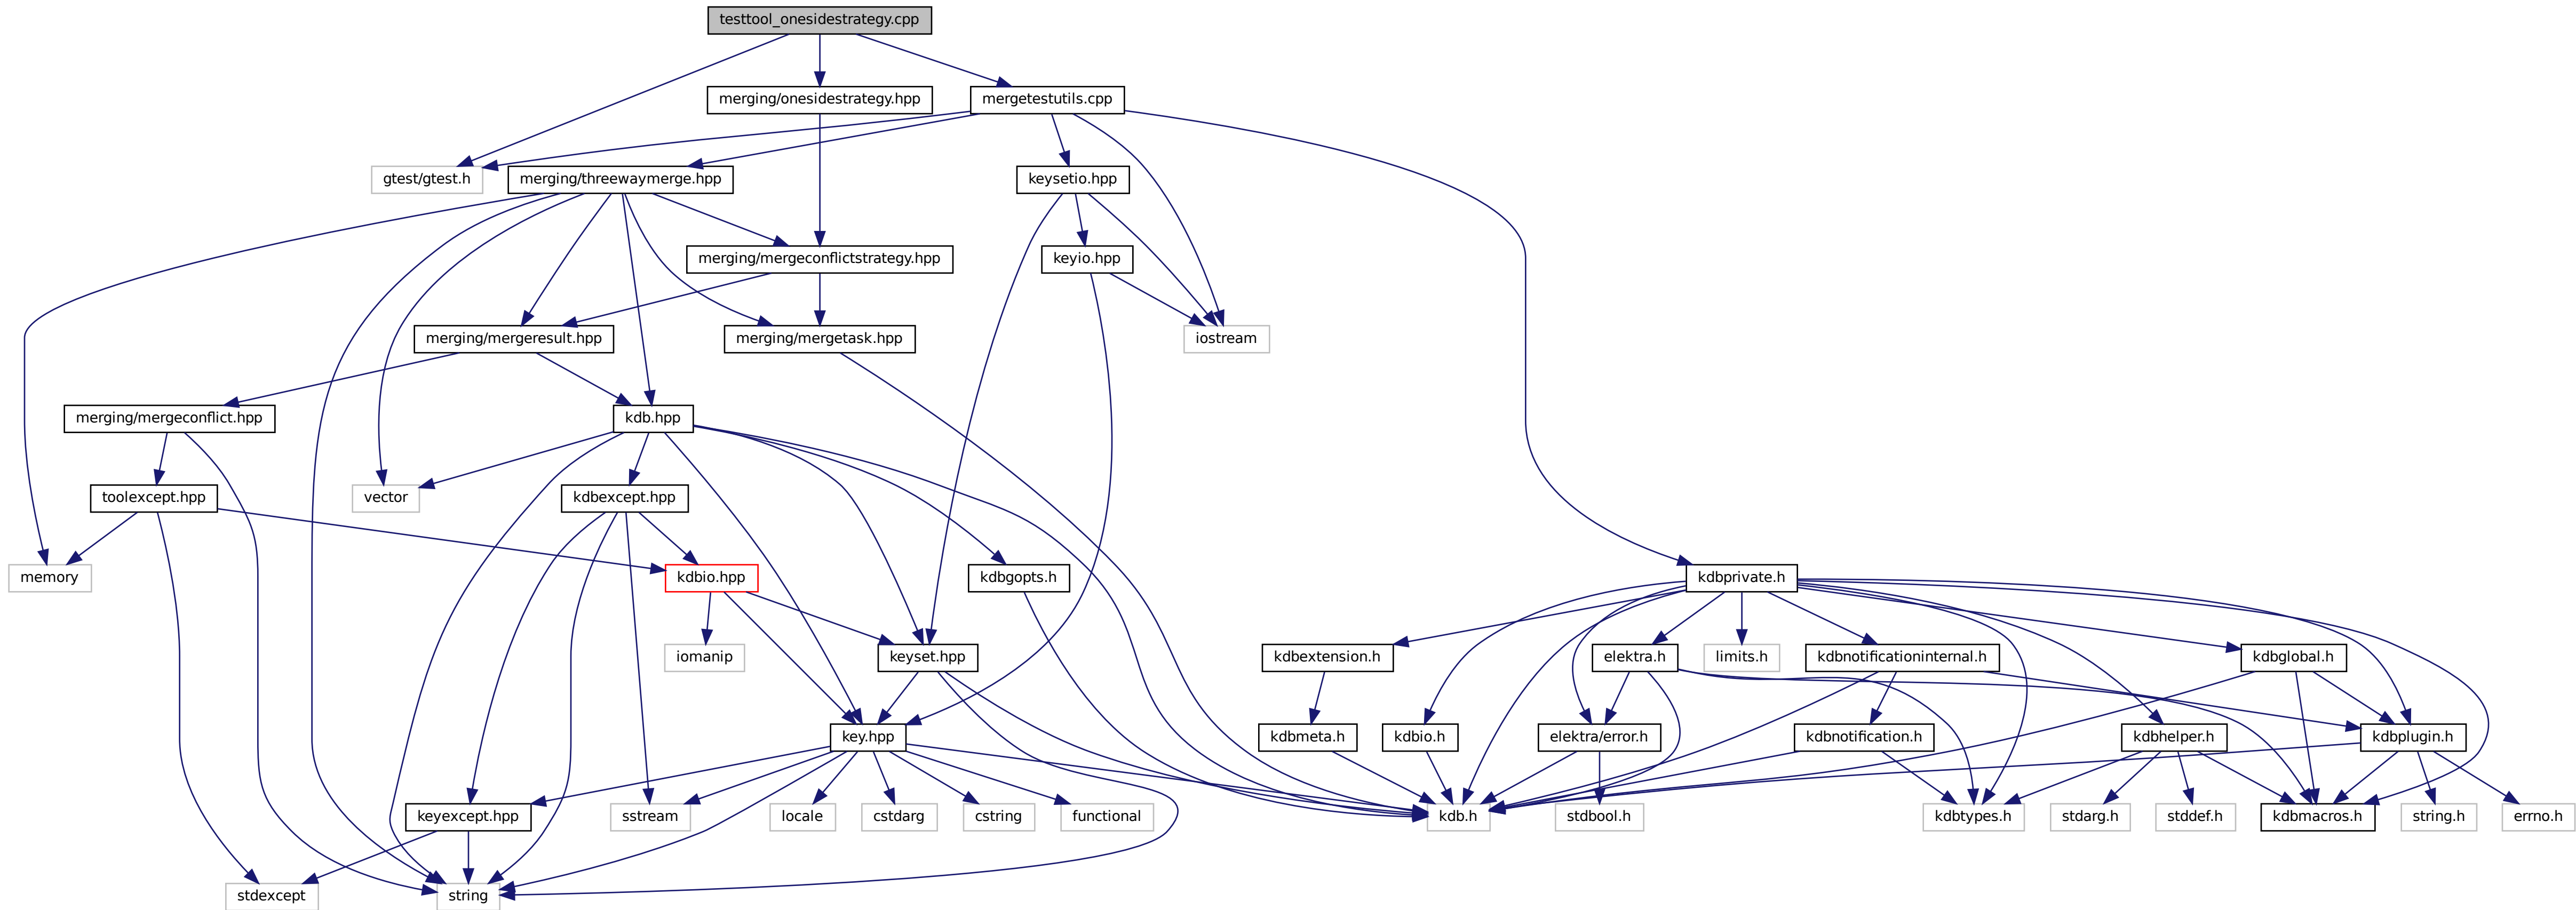 testtool_onesidestrategy.cpp
merging/onesidestrategy.hpp
mergetestutils.cpp
gtest/gtest.h
merging/threewaymerge.hpp
keysetio.hpp
merging/mergeconflictstrategy.hpp
keyio.hpp
merging/mergeresult.hpp
merging/mergetask.hpp
iostream
merging/mergeconflict.hpp
kdb.hpp
toolexcept.hpp
vector
kdbexcept.hpp
memory
kdbio.hpp
kdbgopts.h
kdbprivate.h
iomanip
keyset.hpp
kdbextension.h
elektra.h
limits.h
kdbnotificationinternal.h
kdbglobal.h
key.hpp
kdbmeta.h
kdbio.h
elektra/error.h
kdbnotification.h
kdbhelper.h
kdbplugin.h
keyexcept.hpp
sstream
locale
cstdarg
cstring
functional
kdb.h
stdbool.h
kdbtypes.h
stdarg.h
stddef.h
kdbmacros.h
string.h
errno.h
stdexcept
string